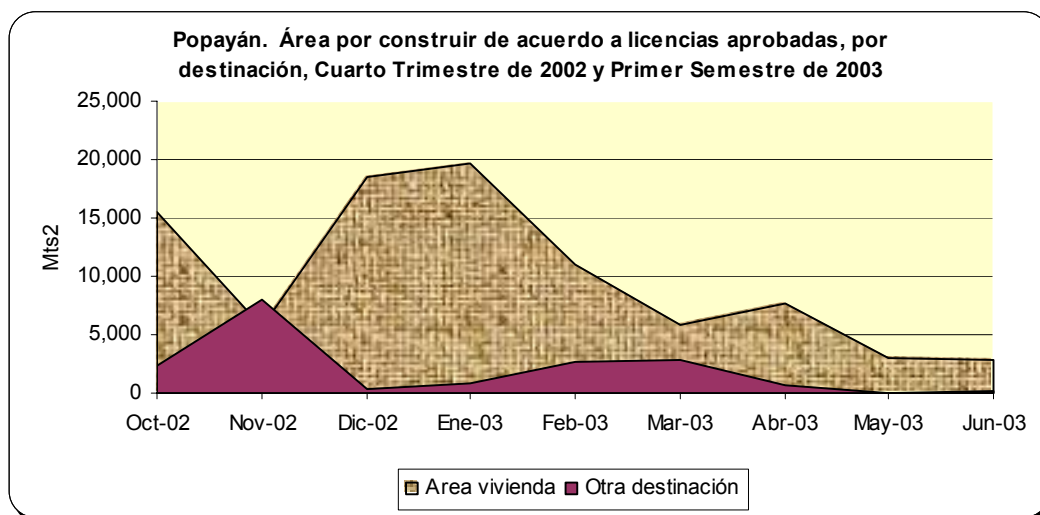 Popayán. Área por construir de acuerdo a licencias aprobadas, por
destinación, Cuarto Trimestre de 2002 y Primer Semestre de 2003
Mts2
25,000
20,000
15,000
10,000
5,000
0
Oct-02 Nov-02 Dic-02 Ene-03 Feb-03 Mar-03 Abr-03 May-03 Jun-03
Area vivienda Otra destinación